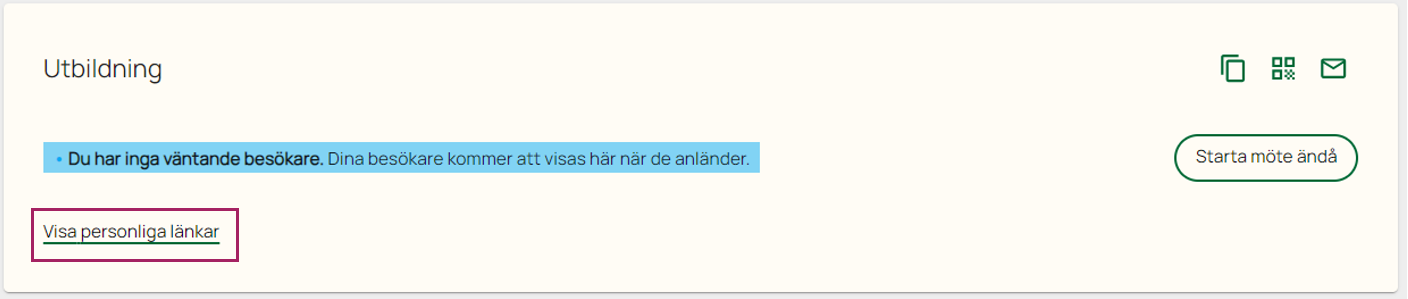 Utbildning
• Du har inga väntande besökare. Dina besökare kommer att visas här när de anländer.
Starta möte ändå
Visa personliga länkar